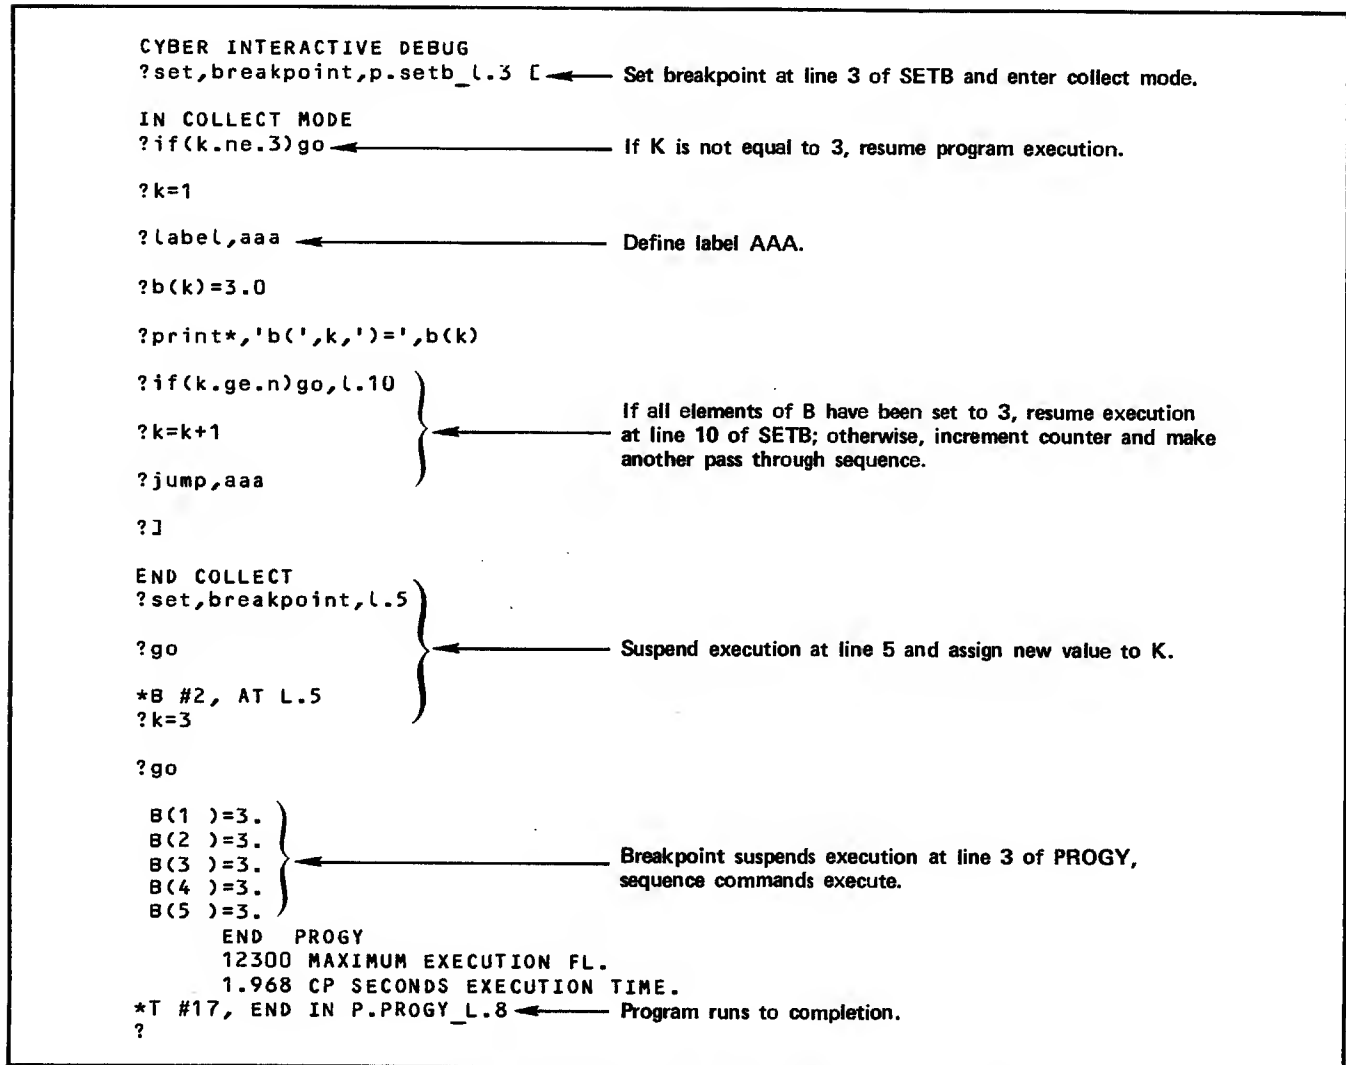 CYBER INTERACTIVE DEBUG
?set,breakpoint,p.setb_l.3 [ Set breakpoint at line 3 of SETB and enter collect mode.
IN COLLECT MODE
?if(k.ne.3)go If K is not equal to 3, resume program execution.
?k=1
?label,aaa Define label AAA.
?b(k)=3.0
?print*,'b(',k,')=',b(k)
?if(k.ge.n)go,l.10
?k=k+1
?jump,aaa
If all elements of B have been set to 3, resume execution
at line 10 of SETB; otherwise, increment counter and make
another pass through sequence.
?]
END COLLECT
?set,breakpoint,l.5
?go Suspend execution at line 5 and assign new value to K.
*B #2, AT L.5
?k=3
?go
B(1 )=3.
B(2 )=3.
B(3 )=3.
B(4 )=3.
B(5 )=3.
Breakpoint suspends execution at line 3 of PROGY,
sequence commands execute.
END PROGY
12300 MAXIMUM EXECUTION FL.
1.968 CP SECONDS EXECUTION TIME.
*T #17, END IN P.PROGY_L.8 Program runs to completion.
?